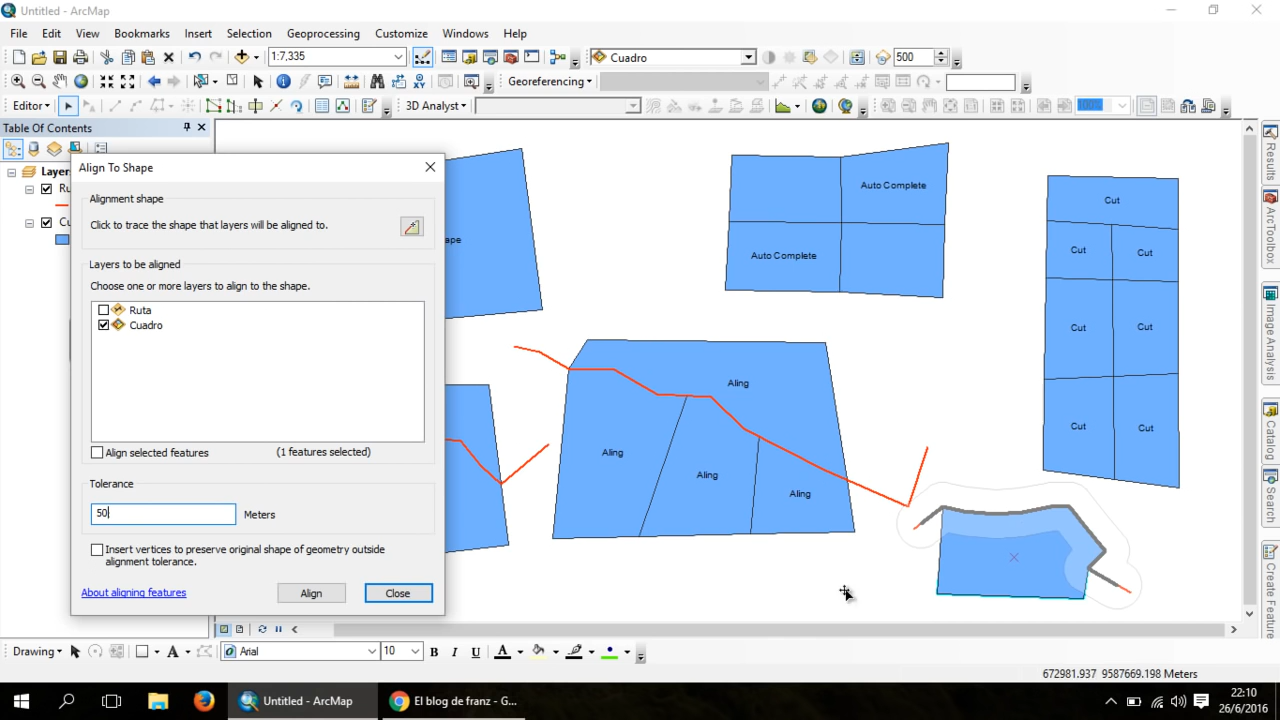 Untitled - ArcMap
File Edit View Bookmarks Insert Selection Geoprocessing Customize Windows Help
1:7,335
Cuadro
500
Georeferencing
Editor
3D Analyst
100%
Table Of Contents
Layer
Ru
Cu
Align To Shape
Alignment shape
Click to trace the shape that layers will be aligned to.
Layers to be aligned
Choose one or more layers to align to the shape.
Ruta
Cuadro
Align selected features (1 features selected)
Tolerance
50 Meters
Insert vertices to preserve original shape of geometry outside
alignment tolerance.
About aligning features Align Close
ape
Auto Complete
Auto Complete
Cut
Cut Cut
Cut Cut
Cut Cut
Aling
Aling
Aling
Aling
Results
ArcToolbox
Image Analysis
Catalog
Search
Create Feature
Drawing Arial 10 B I U A
672981.937 9587669.198 Meters
Untitled - ArcMap El blog de franz - G...
22:10
26/6/2016